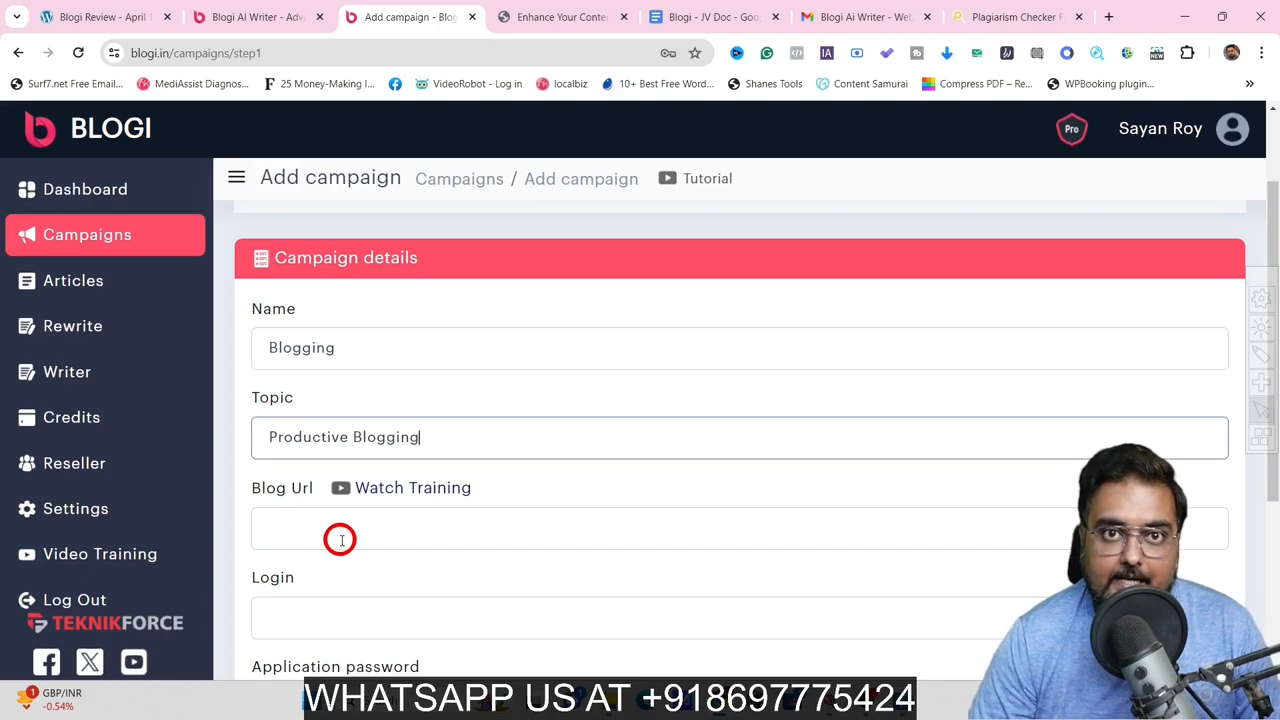 Blogi Review - April 1
Blogi AI Writer - Adv
Add campaign - Blog
Enhance Your Conte
Blogi - JV Doc - Goo
Blogi Ai Writer - Web
Plagiarism Checker F
blogi.in/campaigns/step1
Surf7.net Free Email...
MediAssist Diagnos...
25 Money-Making I...
VideoRobot - Log in
localbiz
10+ Best Free Word...
Shanes Tools
Content Samurai
Compress PDF – Re...
WPBooking plugin...
BLOGI
Pro
Sayan Roy
Dashboard
Campaigns
Articles
Rewrite
Writer
Credits
Reseller
Settings
Video Training
Log Out
TEKNIKFORCE
Add campaign
Campaigns / Add campaign
Tutorial
Campaign details
Name
Blogging
Topic
Productive Blogging
Blog Url
Watch Training
Login
Application password
1
GBP/INR
-0.54%
WHATSAPP US AT +918697775424